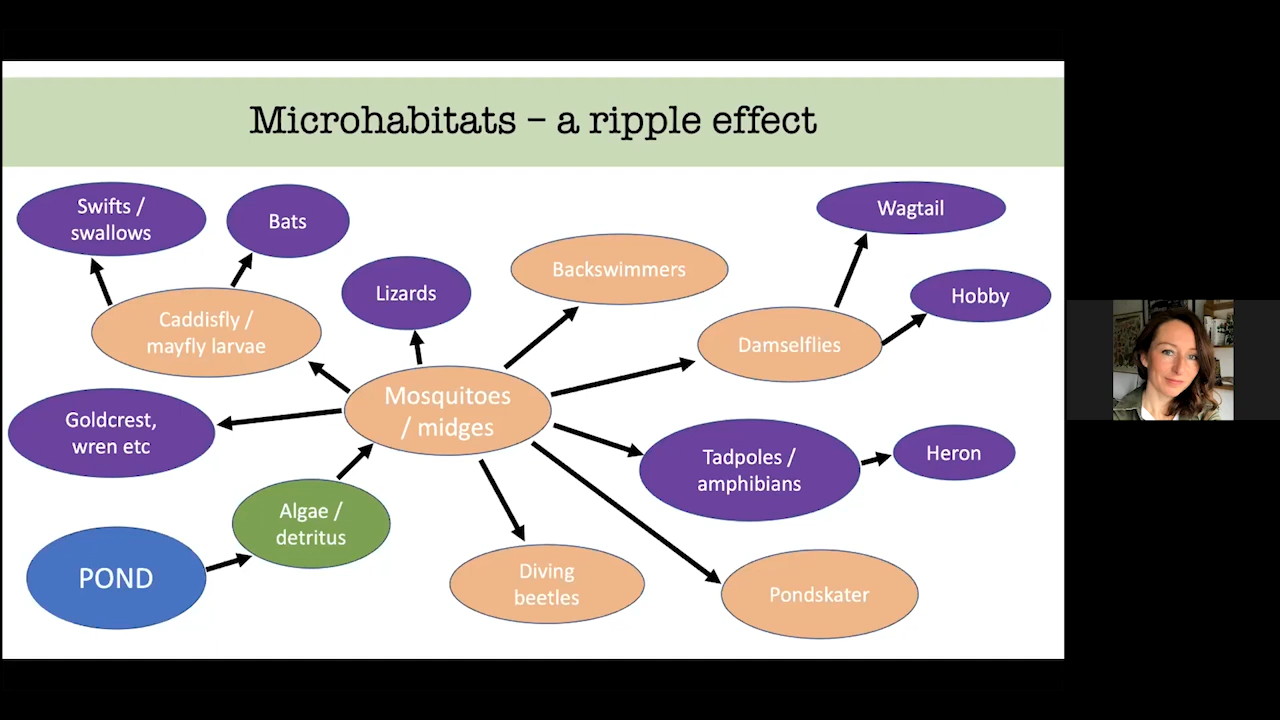 Microhabitats – a ripple effect
Swifts /
swallows
Bats
Lizards
Backswimmers
Wagtail
Hobby
Caddisfly /
mayfly larvae
Damselflies
Mosquitoes
/ midges
Goldcrest,
wren etc
Tadpoles /
amphibians
Heron
Algae /
detritus
POND
Diving
beetles
Pondskater